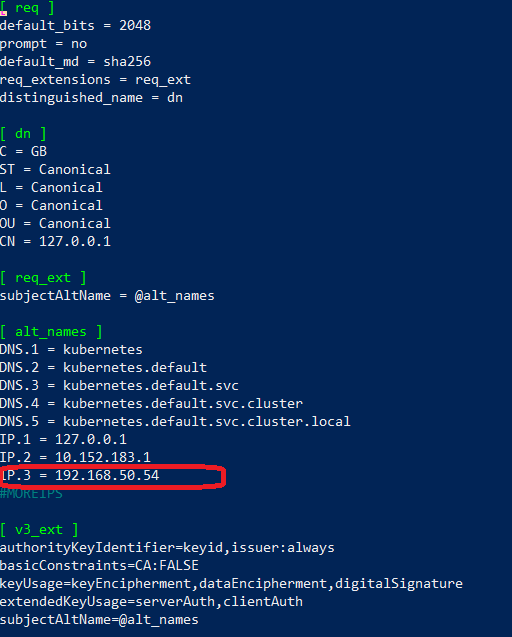 [ req ]
default_bits = 2048
prompt = no
default_md = sha256
req_extensions = req_ext
distinguished_name = dn
[ dn ]
C = GB
ST = Canonical
L = Canonical
O = Canonical
OU = Canonical
CN = 127.0.0.1
[ req_ext ]
subjectAltName = @alt_names
[ alt_names ]
DNS.1 = kubernetes
DNS.2 = kubernetes.default
DNS.3 = kubernetes.default.svc
DNS.4 = kubernetes.default.svc.cluster
DNS.5 = kubernetes.default.svc.cluster.local
IP.1 = 127.0.0.1
IP.2 = 10.152.183.1
IP.3 = 192.168.50.54
#MOREIPS
[ v3_ext ]
authorityKeyIdentifier=keyid,issuer:always
basicConstraints=CA:FALSE
keyUsage=keyEncipherment,dataEncipherment,digitalSignature
extendedKeyUsage=serverAuth,clientAuth
subjectAltName=@alt_names